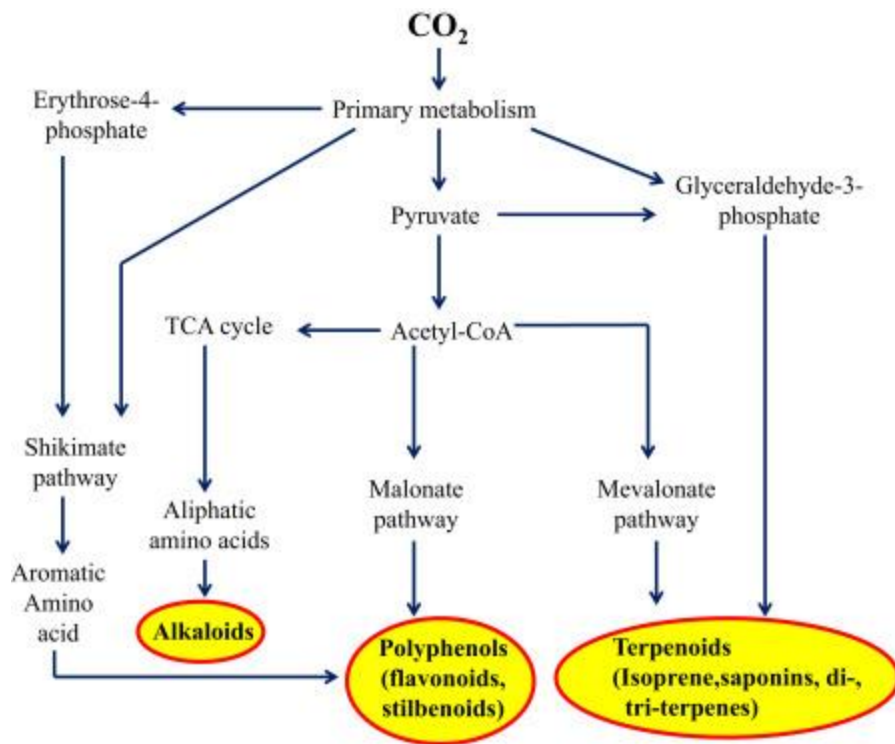 CO2
Erythrose-4-
phosphate
Primary metabolism
Glyceraldehyde-3-
phosphate
Pyruvate
TCA cycle
Acetyl-CoA
Shikimate
pathway
Aliphatic
amino acids
Malonate
pathway
Mevalonate
pathway
Aromatic
Amino
acid
Alkaloids
Polyphenols
(flavonoids,
stilbenoids)
Terpenoids
(Isoprene,saponins, di-,
tri-terpenes)